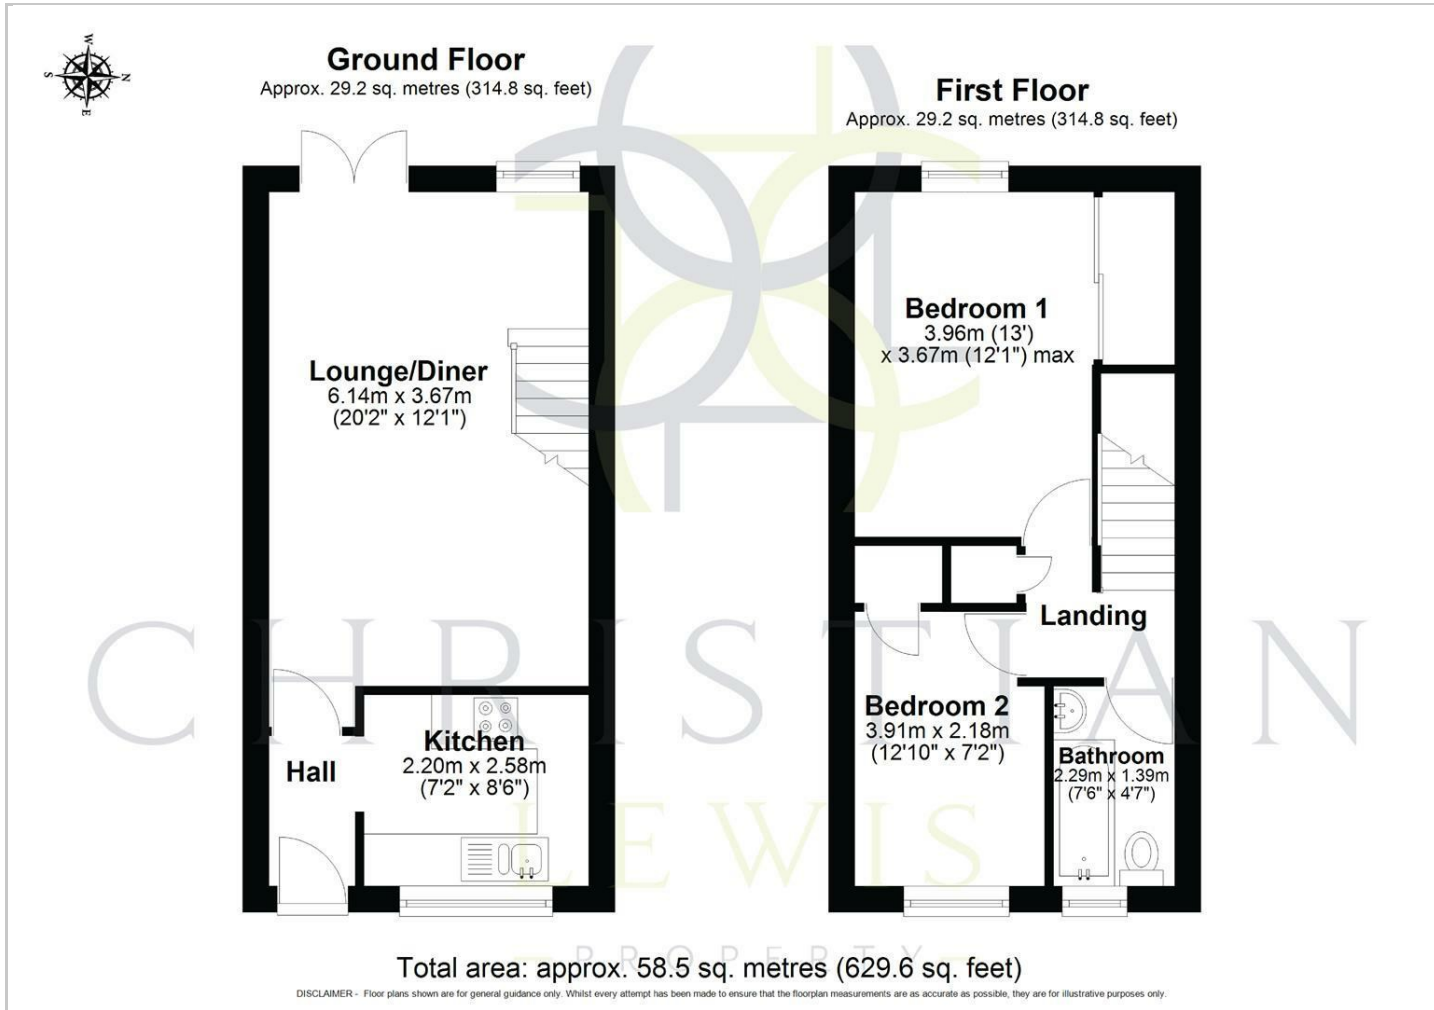 W
S
N
E
Ground Floor
Approx. 29.2 sq. metres (314.8 sq. feet)
First Floor
Approx. 29.2 sq. metres (314.8 sq. feet)
Lounge/Diner
6.14m x 3.67m
(20'2" x 12'1")
Kitchen
2.20m x 2.58m
(7'2" x 8'6")
Hall
Bedroom 1
3.96m (13')
x 3.67m (12'1") max
Landing
Bedroom 2
3.91m x 2.18m
(12'10" x 7'2")
Bathroom
2.29m x 1.39m
(7'6" x 4'7")
CHRISTIAN
LEWIS
PROPERTY
Total area: approx. 58.5 sq. metres (629.6 sq. feet)
DISCLAIMER - Floor plans shown are for general guidance only. Whilst every attempt has been made to ensure that the floorplan measurements are as accurate as possible, they are for illustrative purposes only.